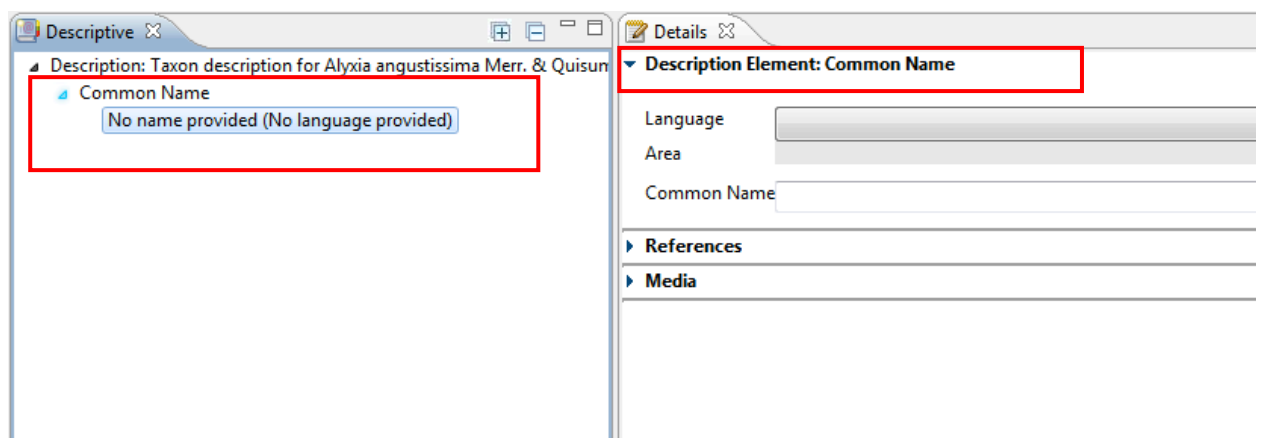 Descriptive
Description: Taxon description for Alyxia angustissima Merr. & Quisum
Common Name
No name provided (No language provided)
Details
Description Element: Common Name
Language
Area
Common Name
References
Media